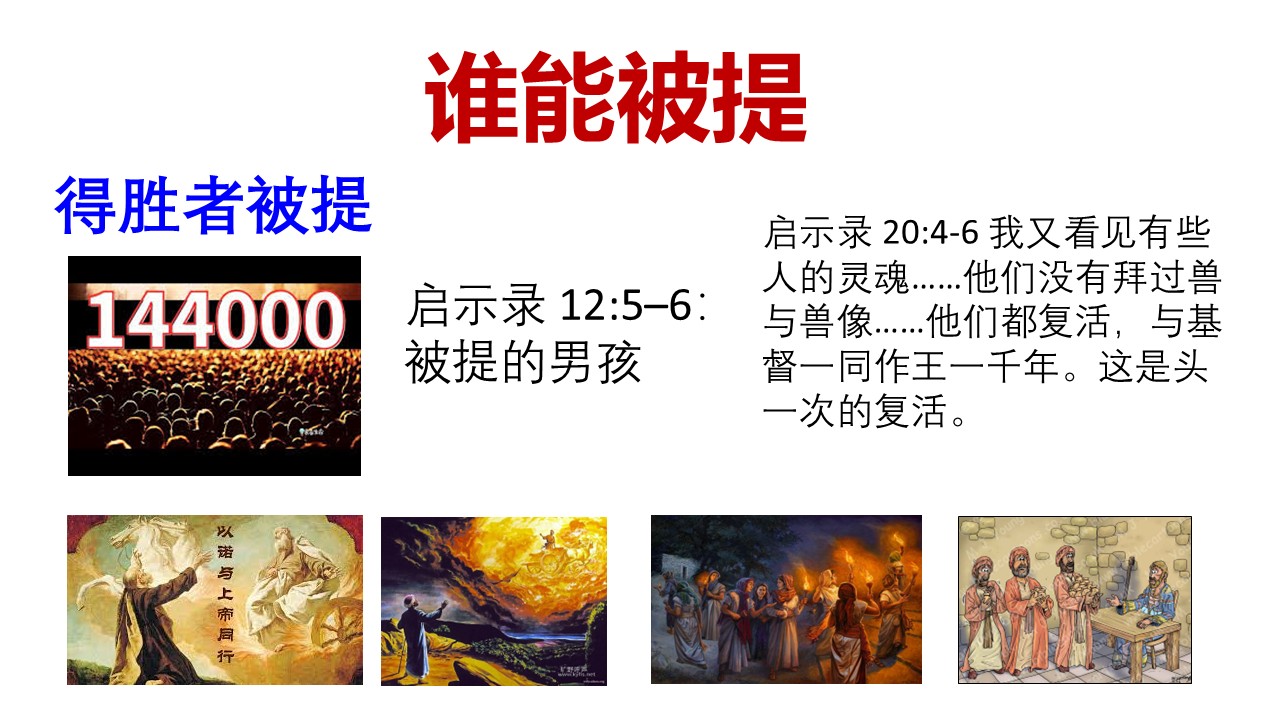 谁能被提
得胜者被提
144000
启示录 12:5–6：
被提的男孩
启示录 20:4-6 我又看见有些
人的灵魂……他们没有拜过兽
与兽像……他们都复活，与基
督一同作王一千年。这是头
一次的复活。
以诺与上帝同行
旷野呼声